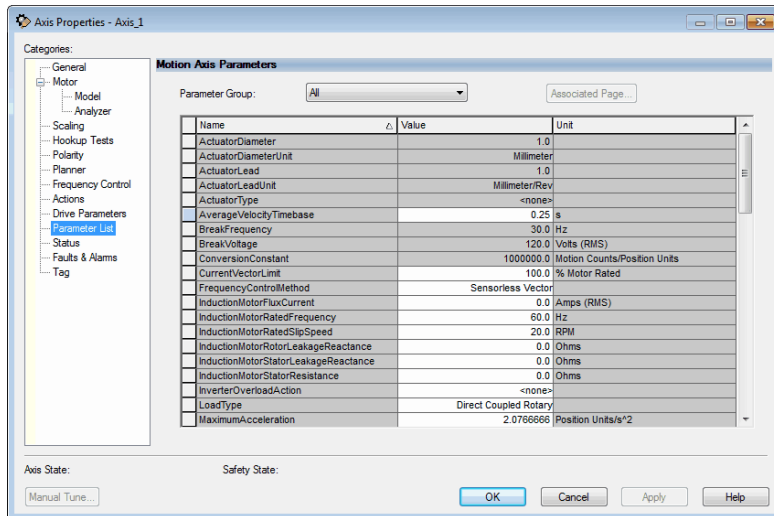 Axis Properties - Axis_1
Categories:
General
Motor
Model
Analyzer
Scaling
Hookup Tests
Polarity
Planner
Frequency Control
Actions
Drive Parameters
Parameter List
Status
Faults & Alarms
Tag
Motion Axis Parameters
Parameter Group: All Associated Page...
Name Value Unit
ActuatorDiameter 1.0
ActuatorDiameterUnit Millimeter
ActuatorLead 1.0
ActuatorLeadUnit Millimeter/Rev
ActuatorType <none>
AverageVelocityTimebase 0.25 s
BreakFrequency 30.0 Hz
BreakVoltage 120.0 Volts (RMS)
ConversionConstant 1000000.0 Motion Counts/Position Units
CurrentVectorLimit 100.0 % Motor Rated
FrequencyControlMethod Sensorless Vector
InductionMotorFluxCurrent 0.0 Amps (RMS)
InductionMotorRatedFrequency 60.0 Hz
InductionMotorRatedSlipSpeed 20.0 RPM
InductionMotorRotorLeakageReactance 0.0 Ohms
InductionMotorStatorLeakageReactance 0.0 Ohms
InductionMotorStatorResistance 0.0 Ohms
InverterOverloadAction <none>
LoadType Direct Coupled Rotary
MaximumAcceleration 2.0766666 Position Units/s^2
Axis State: Safety State:
Manual Tune... OK Cancel Apply Help